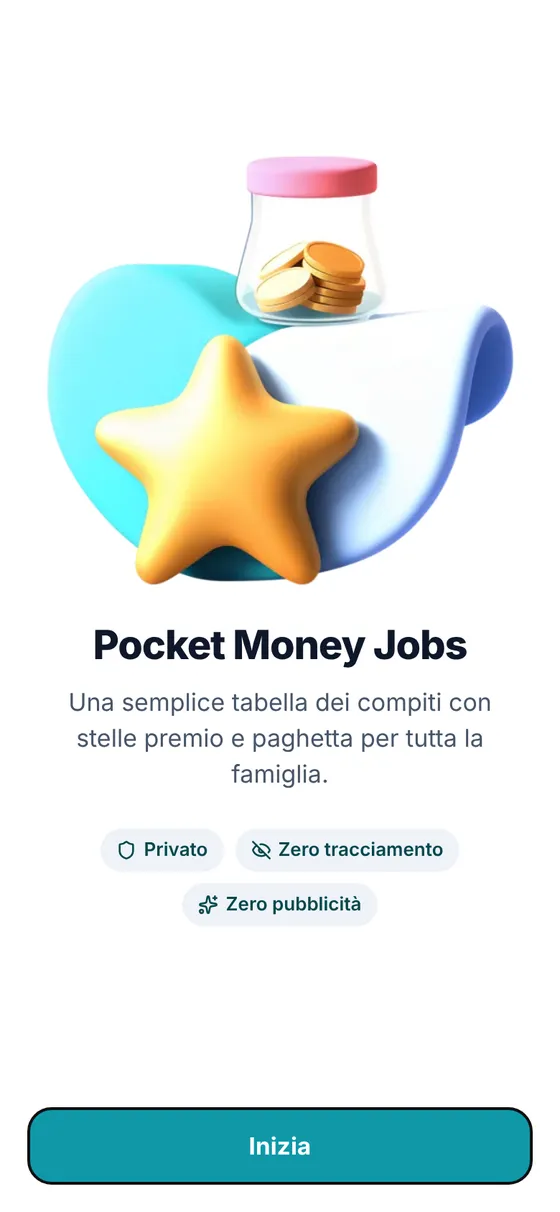 Pocket Money Jobs
Una semplice tabella dei compiti con
stelle premio e paghetta per tutta la
famiglia.
Privato
Zero tracciamento
Zero pubblicità
Inizia